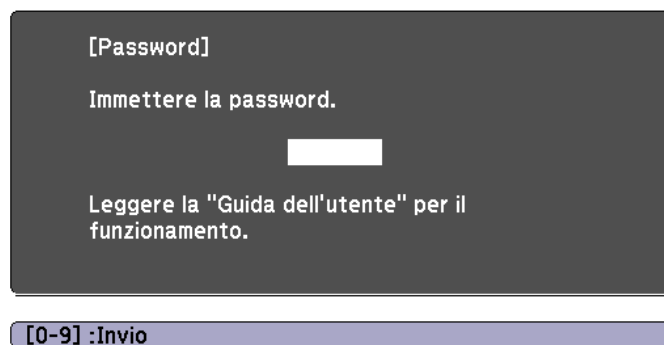 [Password]
Immettere la password.
Leggere la "Guida dell'utente" per il
funzionamento.
[0-9] :Invio